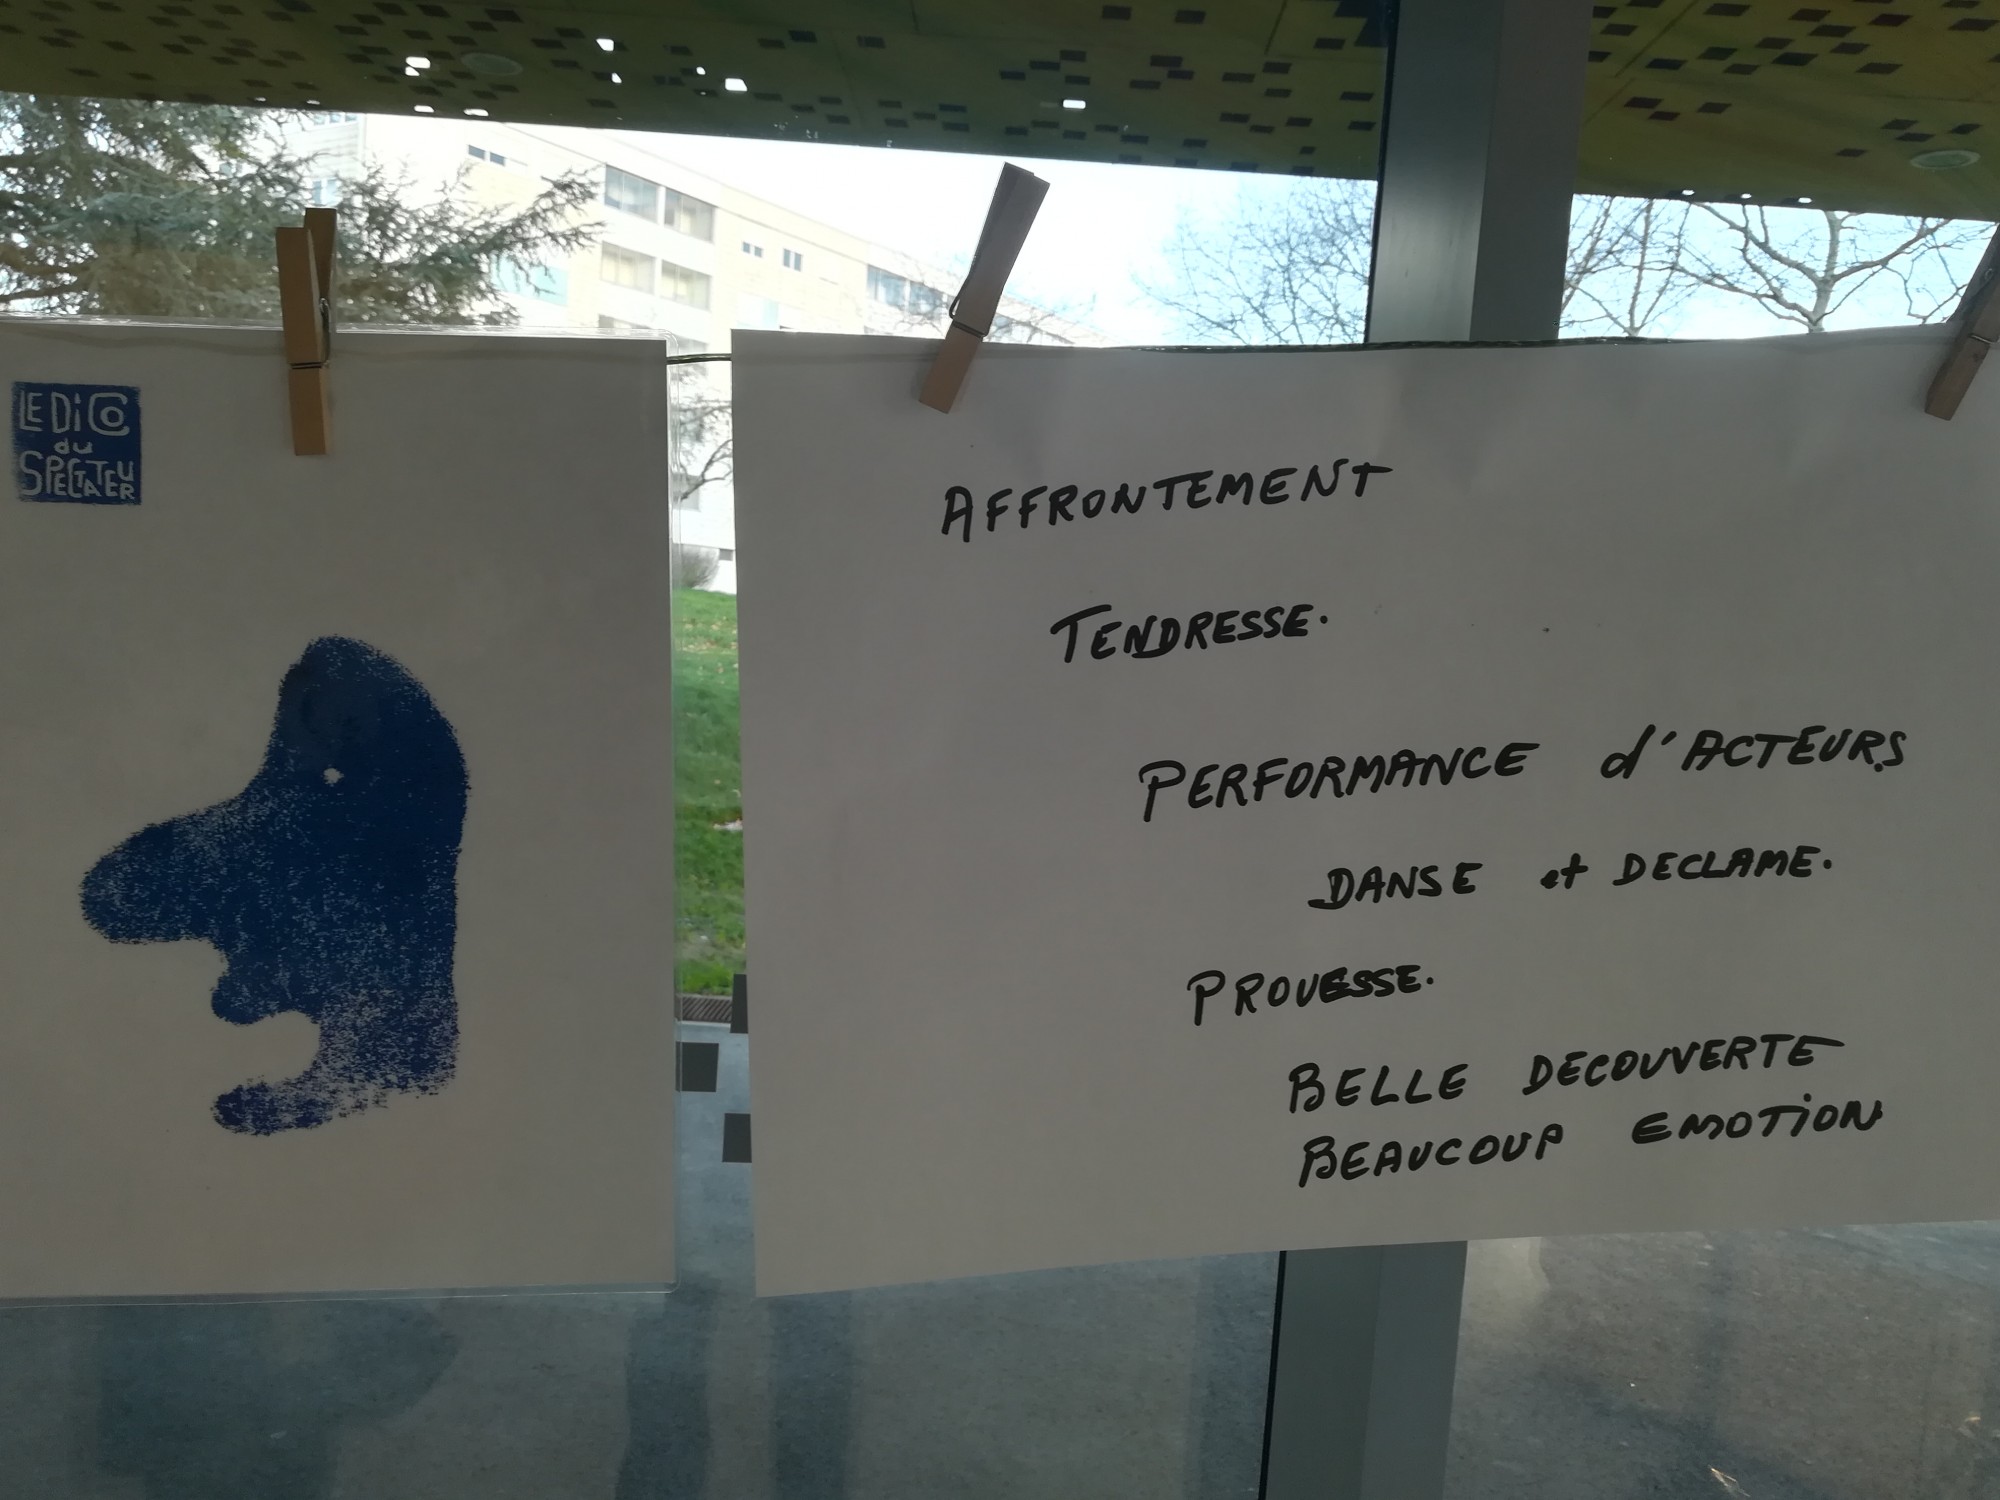 LE DiCO
du
SPECTATEUR
AFFRONTEMENT
TENDRESSE.
PERFORMANCE d'ACTEURS
DANSE et DECLAME.
PROUESSE.
BELLE DECOUVERTE
BEAUCOUP EMOTION